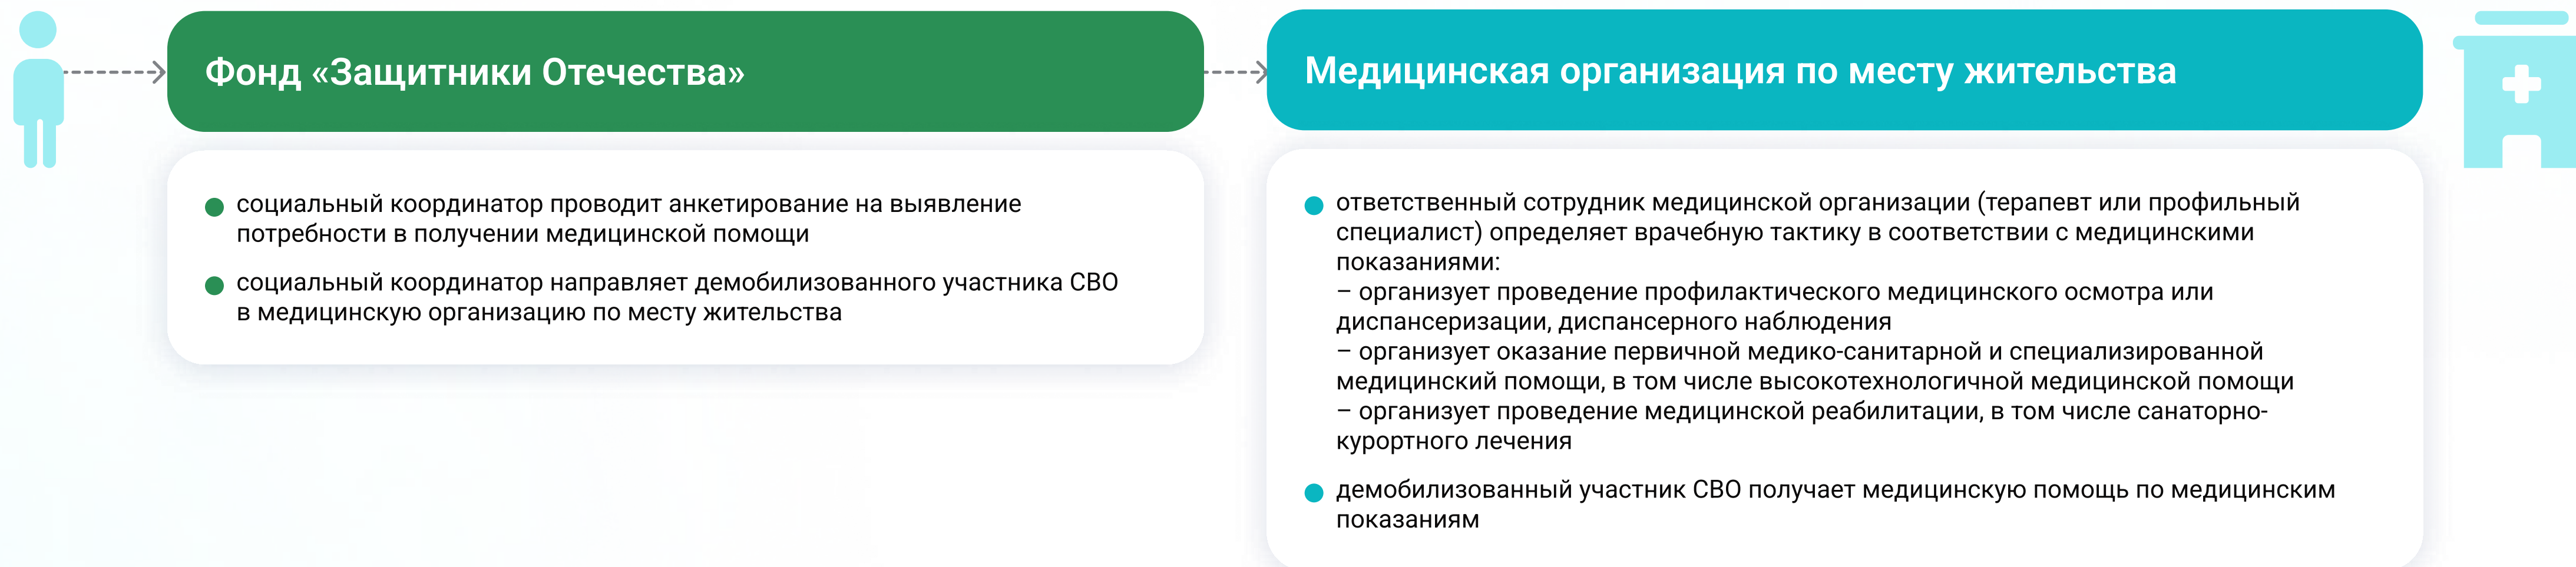 Фонд «Защитники Отечества»
социальный координатор проводит анкетирование на выявление
потребности в получении медицинской помощи
социальный координатор направляет демобилизованного участника СВО
в медицинскую организацию по месту жительства
Медицинская организация по месту жительства
ответственный сотрудник медицинской организации (терапевт или профильный
специалист) определяет врачебную тактику в соответствии с медицинскими
показаниями:
– организует проведение профилактического медицинского осмотра или
диспансеризации, диспансерного наблюдения
– организует оказание первичной медико-санитарной и специализированной
медицинский помощи, в том числе высокотехнологичной медицинской помощи
– организует проведение медицинской реабилитации, в том числе санаторно-
курортного лечения
демобилизованный участник СВО получает медицинскую помощь по медицинским
показаниям